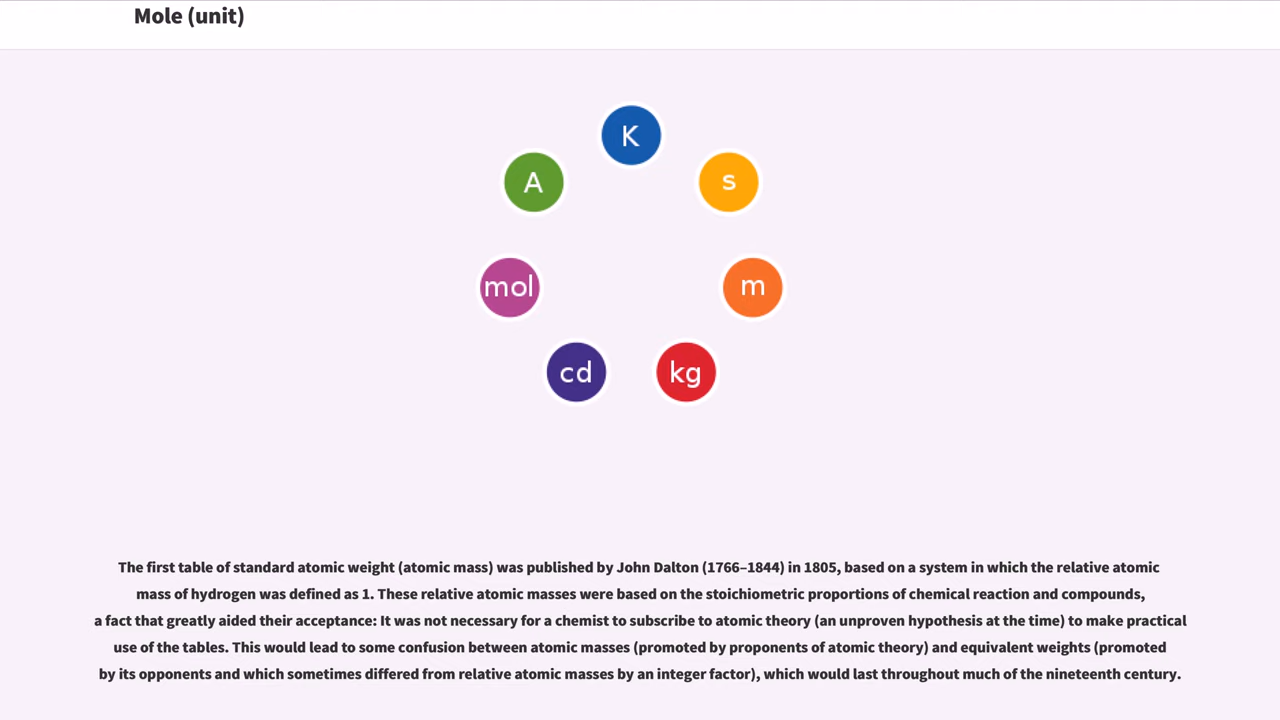 Mole (unit)
K
A
s
mol
m
cd
kg
The first table of standard atomic weight (atomic mass) was published by John Dalton (1766–1844) in 1805, based on a system in which the relative atomic
mass of hydrogen was defined as 1. These relative atomic masses were based on the stoichiometric proportions of chemical reaction and compounds,
a fact that greatly aided their acceptance: It was not necessary for a chemist to subscribe to atomic theory (an unproven hypothesis at the time) to make practical
use of the tables. This would lead to some confusion between atomic masses (promoted by proponents of atomic theory) and equivalent weights (promoted
by its opponents and which sometimes differed from relative atomic masses by an integer factor), which would last throughout much of the nineteenth century.